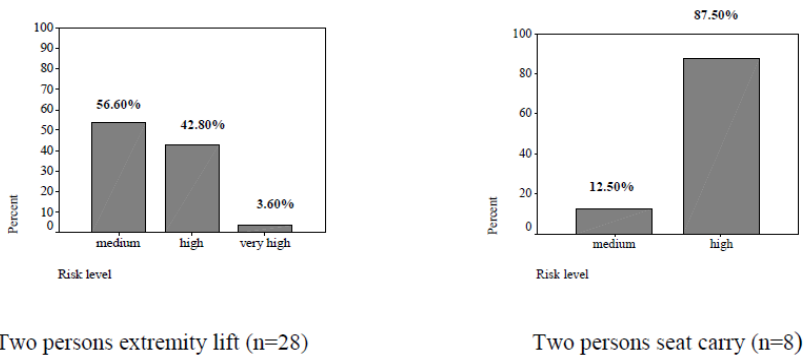 100
90
80
70
60
50
40
30
20
10
0
Percent
56.60%
42.80%
3.60%
medium high very high
Risk level
Two persons extremity lift (n=28)
87.50%
100
80
60
40
20
0
Percent
12.50%
medium high
Risk level
Two persons seat carry (n=8)